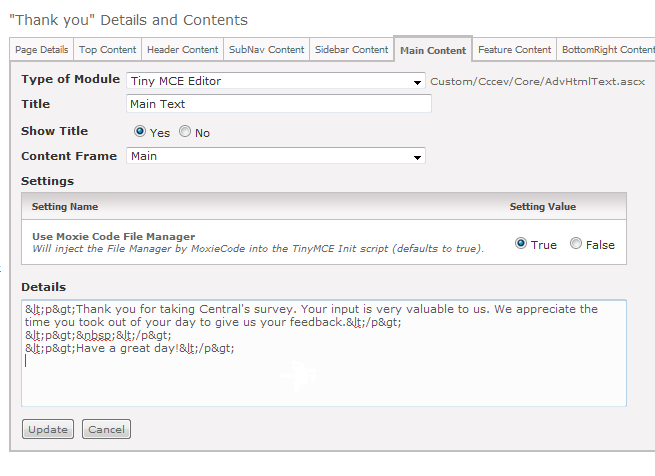 "Thank you" Details and Contents
Page Details Top Content Header Content SubNav Content Sidebar Content Main Content Feature Content BottomRight Content
Type of Module Tiny MCE Editor Custom/Cccev/Core/AdvHtmlText.ascx
Title Main Text
Show Title Yes No
Content Frame Main
Settings
Setting Name Setting Value
Use Moxie Code File Manager
Will inject the File Manager by MoxieCode into the TinyMCE Init script (defaults to true). True False
Details
&lt;p&gt;Thank you for taking Central's survey. Your input is very valuable to us. We appreciate the
time you took out of your day to give us your feedback.&lt;/p&gt;
&lt;p&gt;&nbsp;&lt;/p&gt;
&lt;p&gt;Have a great day!&lt;/p&gt;
Update Cancel